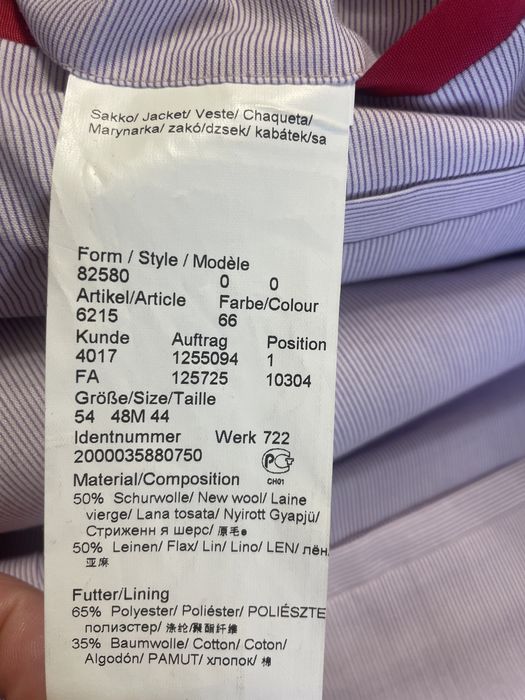 Sakko/ Jacket/ Veste/ Chaqueta/
Marynarka/ zakó/dzsek/ kabátek/sa
Form / Style / Modèle
82580 0 0
Artikel/Article Farbe/Colour
6215 66
Kunde Auftrag Position
4017 1255094 1
FA 125725 10304
Größe/Size/Taille
54 48M 44
Identnummer Werk 722
2000035880750
CH01
Material/Composition
50% Schurwolle/ New wool/ Laine
vierge/ Lana tosata/ Nyirott Gyapjü/
Стриженн я шерс/ 原毛
50% Leinen/ Flax/ Lin/ Lino/ LEN/ лён
亚麻
Futter/Lining
65% Polyester/ Poliéster/ POLIÉSZTE
полиэстер/ 涤纶/聚酯纤维
35% Baumwolle/ Cotton/ Coton/
Algodón/ PAMUT/ хлопок/ 棉